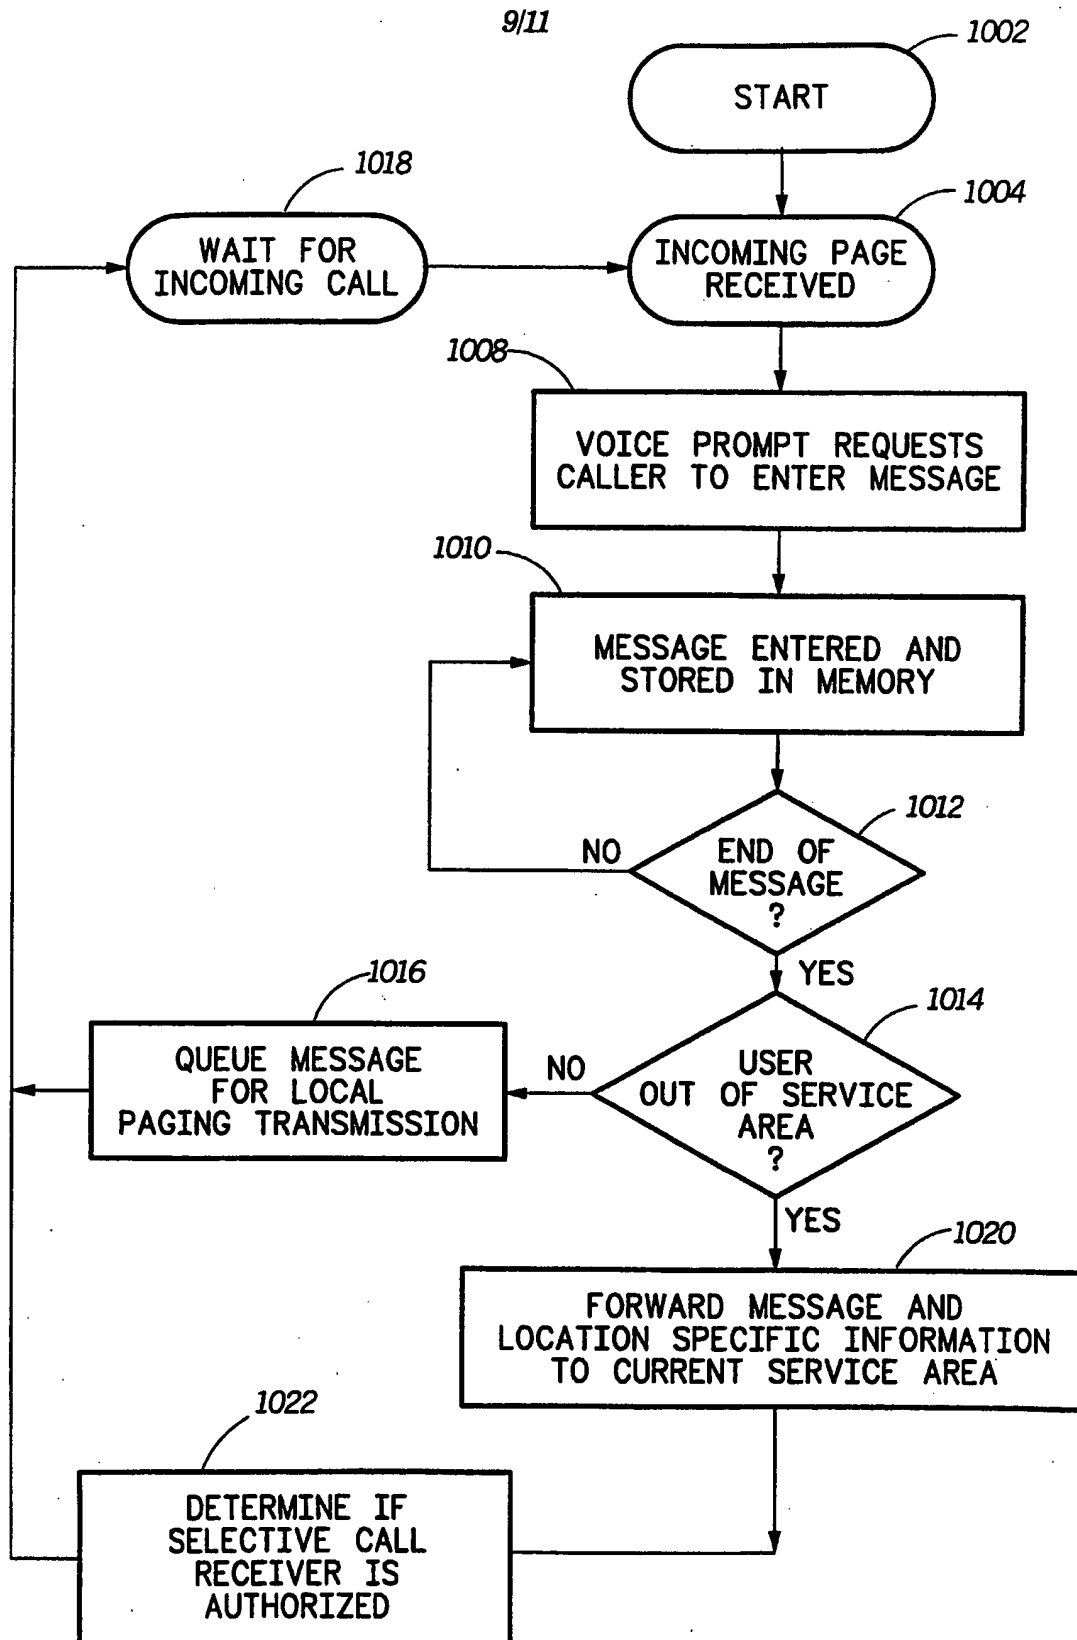 9/11
1002
START
1018
1004
WAIT FOR
INCOMING CALL
INCOMING PAGE
RECEIVED
1008
VOICE PROMPT REQUESTS
CALLER TO ENTER MESSAGE
1010
MESSAGE ENTERED AND
STORED IN MEMORY
1012
NO
END OF
MESSAGE
?
YES
1016
1014
QUEUE MESSAGE
FOR LOCAL
PAGING TRANSMISSION
NO
USER
OUT OF SERVICE
AREA
?
YES
1020
FORWARD MESSAGE AND
LOCATION SPECIFIC INFORMATION
TO CURRENT SERVICE AREA
1022
DETERMINE IF
SELECTIVE CALL
RECEIVER IS
AUTHORIZED